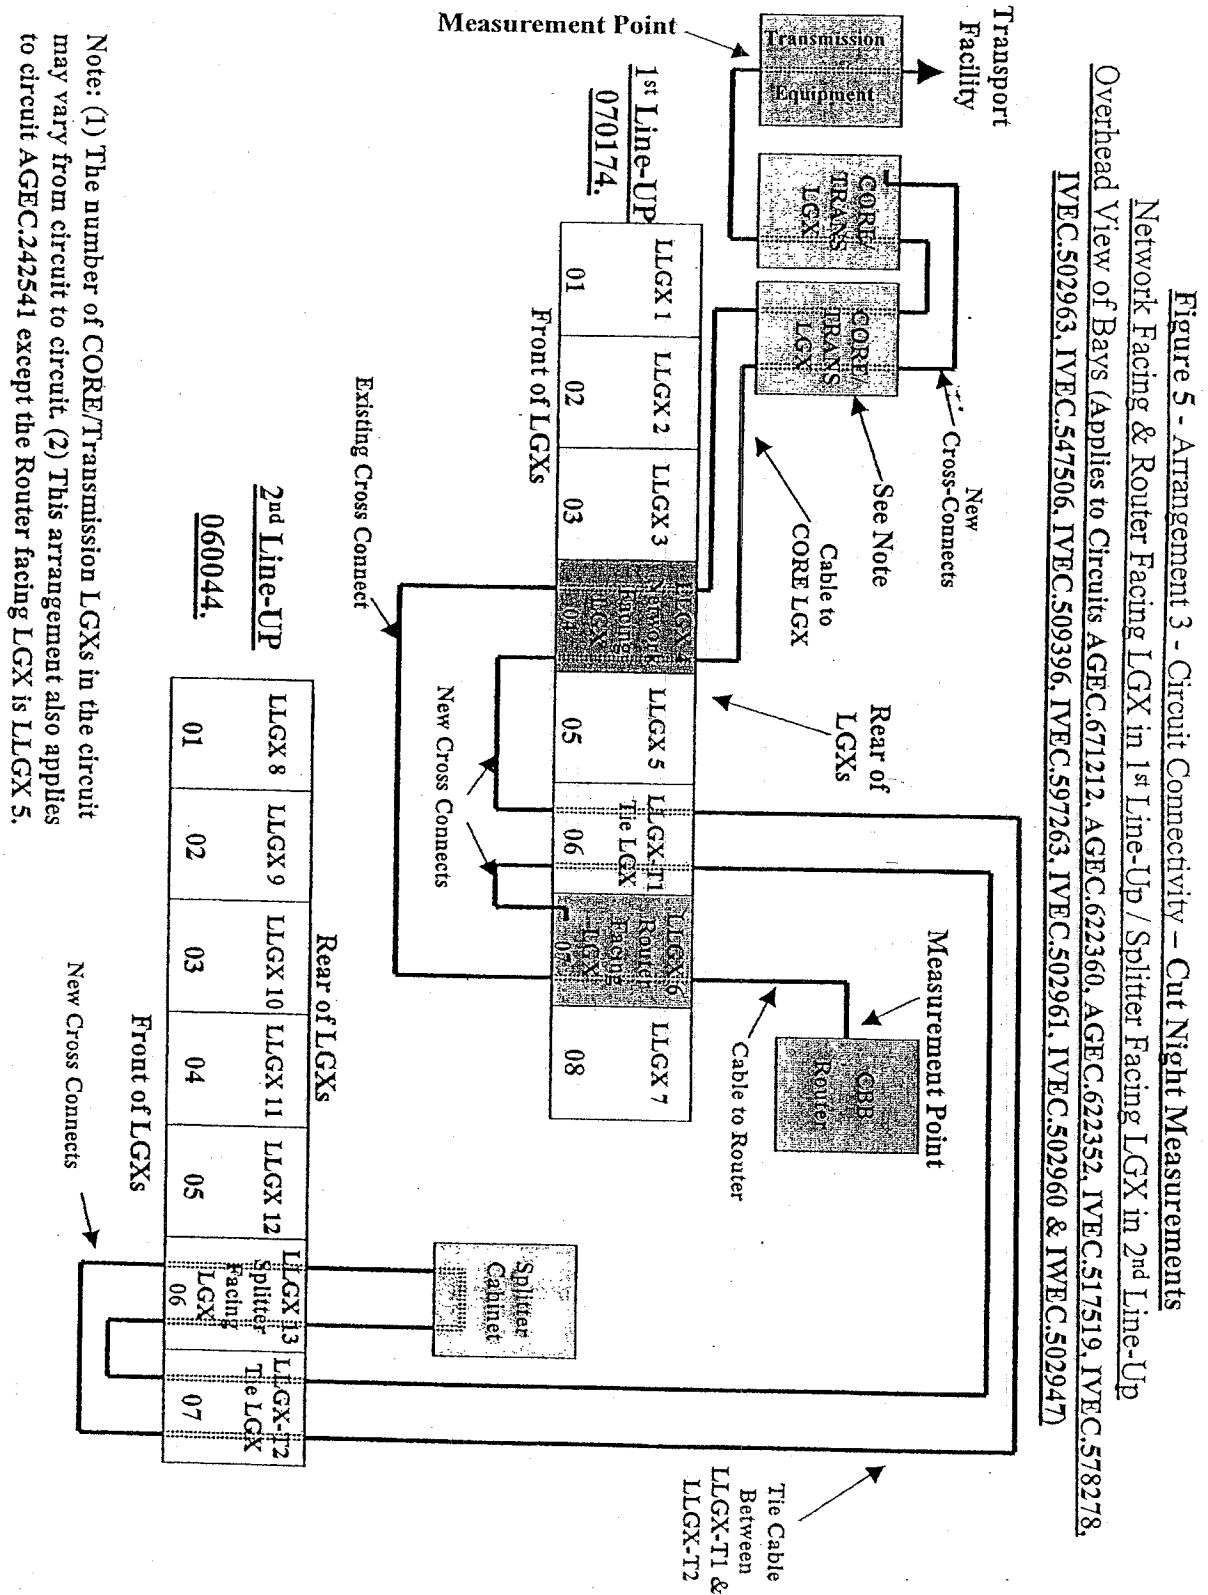 Figure 5 - Arrangement 3 - Circuit Connectivity – Cut Night Measurements
Network Facing & Router Facing LGX in 1st Line-Up / Splitter Facing LGX in 2nd Line-Up
Overhead View of Bays (Applies to Circuits AGEC.671212, AGEC.622360, AGEC.622352, IVEC.517519, IVEC.578278,
IVEC.502963, IVEC.547506, IVEC.509396, IVEC.597263, IVEC.502961, IVEC.502960 & IWEC.502947)
Transport
Facility
Transmission
Equipment
Measurement Point
CORE/
TRANS
LGX
CORE/
TRANS
LGX
New
Cross-Connects
See Note
Cable to
CORE LGX
Rear of
LGXs
Measurement Point
CBB
Router
Cable to Router
1st Line-UP
070174.
LLGX 1
01
LLGX 2
02
LLGX 3
03
LLGX 4
Network
Facing
LGX
04
LLGX 5
05
LLGX-T1
Tie LGX
06
LLGX 6
Router
Facing
LGX
07
LLGX 7
08
Front of LGXs
Existing Cross Connect
New Cross Connects
Splitter
Cabinet
Tie Cable
Between
LLGX-T1 &
LLGX-T2
2nd Line-UP
060044.
Rear of LGXs
LLGX 8
01
LLGX 9
02
LLGX 10
03
LLGX 11
04
LLGX 12
05
LLGX 13
Splitter
Facing
LGX
06
LLGX-T2
Tie LGX
07
Front of LGXs
New Cross Connects
Note: (1) The number of CORE/Transmission LGXs in the circuit
may vary from circuit to circuit. (2) This arrangement also applies
to circuit AGEC.242541 except the Router facing LGX is LLGX 5.